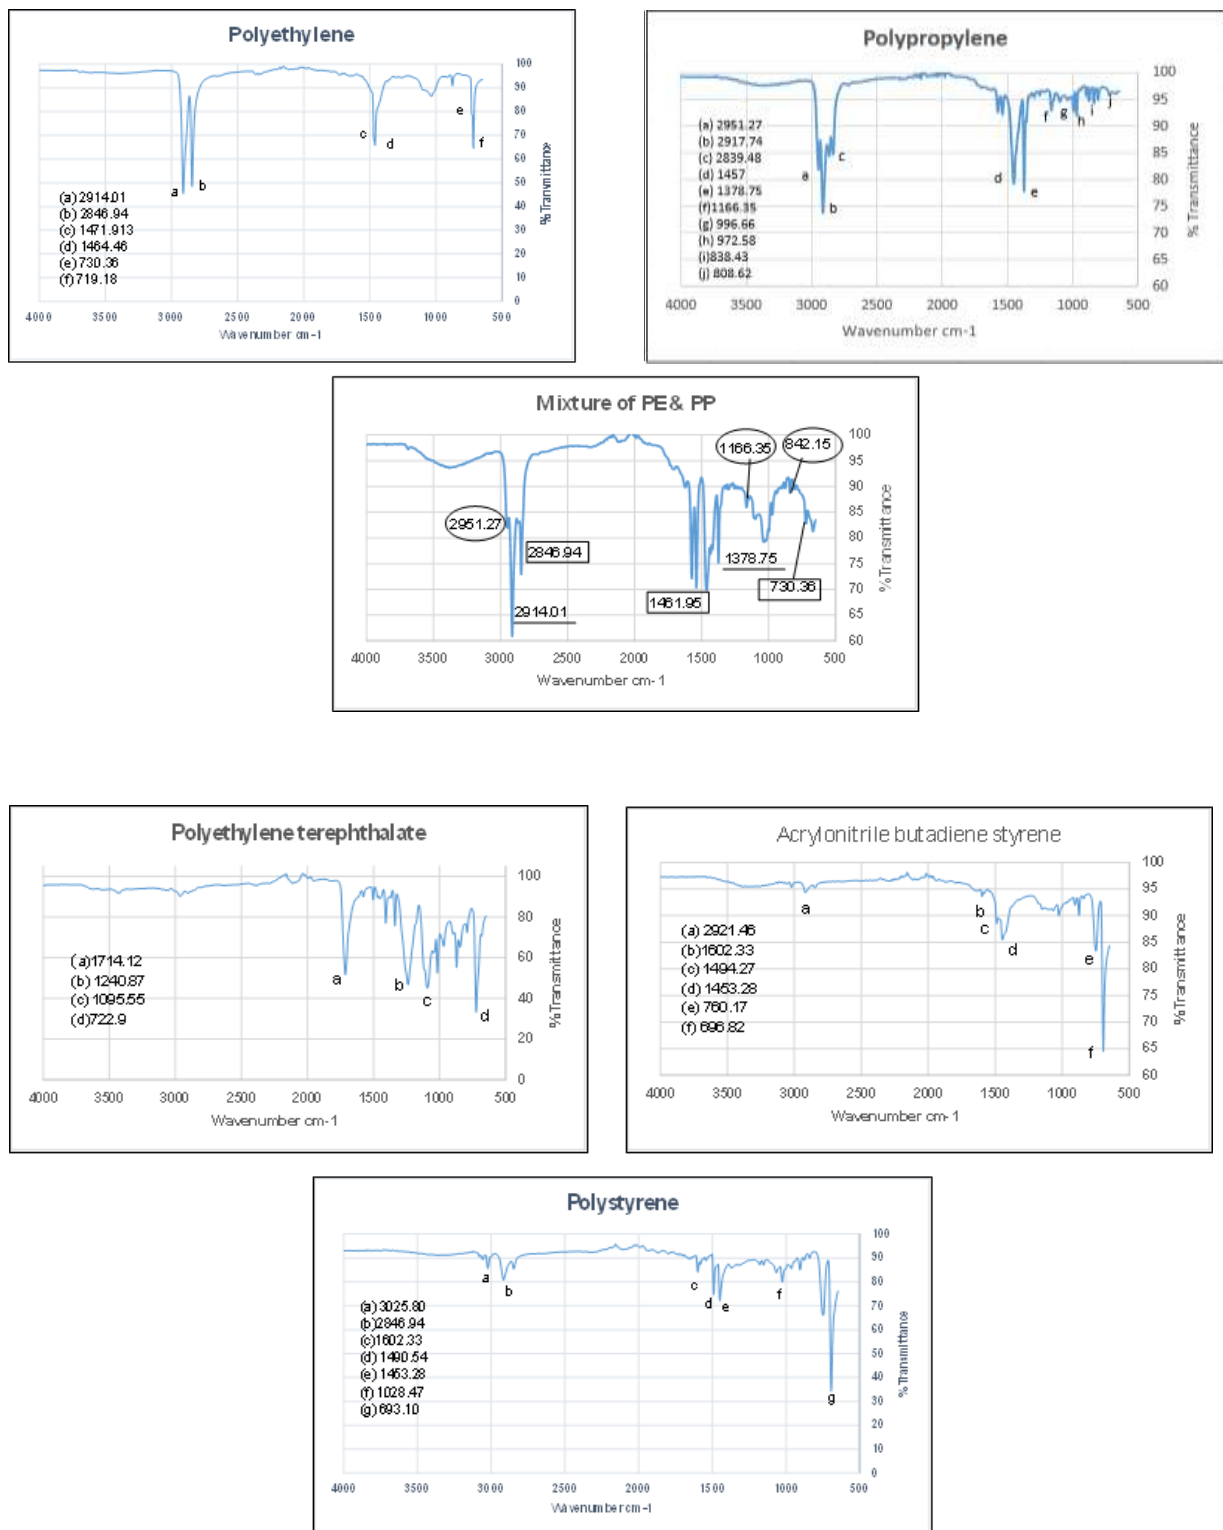 Polyethylene
100
90
80
70
60
50
40
30
20
10
0
%Tranvnittance
c
d
e
f
a
b
(a) 2914.01
(b) 2846.94
(c) 1471.913
(d) 1464.46
(e) 730.36
(f) 719.18
4000 3500 3000 2500 2000 1500 1000 500
Wavenumber cm-1
Polypropylene
100
95
90
85
80
75
70
65
60
% Transmittance
(a) 2951.27
(b) 2917.74
(c) 2839.48
(d) 1457
(e) 1378.75
(f)1166.35
(g) 996.66
(h) 972.58
(i)838.43
(j) 808.62
a
b
c
d
e
f
g
h
i
j
4000 3500 3000 2500 2000 1500 1000 500
Wavenumber cm-1
Mixture of PE& PP
100
95
90
85
80
75
70
65
60
%Transmittance
1166.35
842.15
2951.27
2846.94
1378.75
730.36
1461.95
2914.01
4000 3500 3000 2500 2000 1500 1000 500
Wavenumber cm-1
Polyethylene terephthalate
100
80
60
40
20
0
%Transmittance
(a)1714.12
(b) 1240.87
(c) 1095.55
(d)722.9
a
b
c
d
4000 3500 3000 2500 2000 1500 1000 500
Wavenumber cm-1
Acrylonitrile butadiene styrene
100
95
90
85
80
75
70
65
60
%Transmittance
a
b
c
d
e
f
(a) 2921.46
(b)1602.33
(c) 1494.27
(d) 1453.28
(e) 760.17
(f) 696.82
4000 3500 3000 2500 2000 1500 1000 500
Wavenumber cm-1
Polystyrene
100
90
80
70
60
50
40
30
20
10
0
%Transmittance
a
b
c
d
e
f
g
(a) 3025.80
(b)2846.94
(c)1602.33
(d) 1490.54
(e) 1453.28
(f) 1028.47
(g) 693.10
4000 3500 3000 2500 2000 1500 1000 500
Wavenumber cm-1